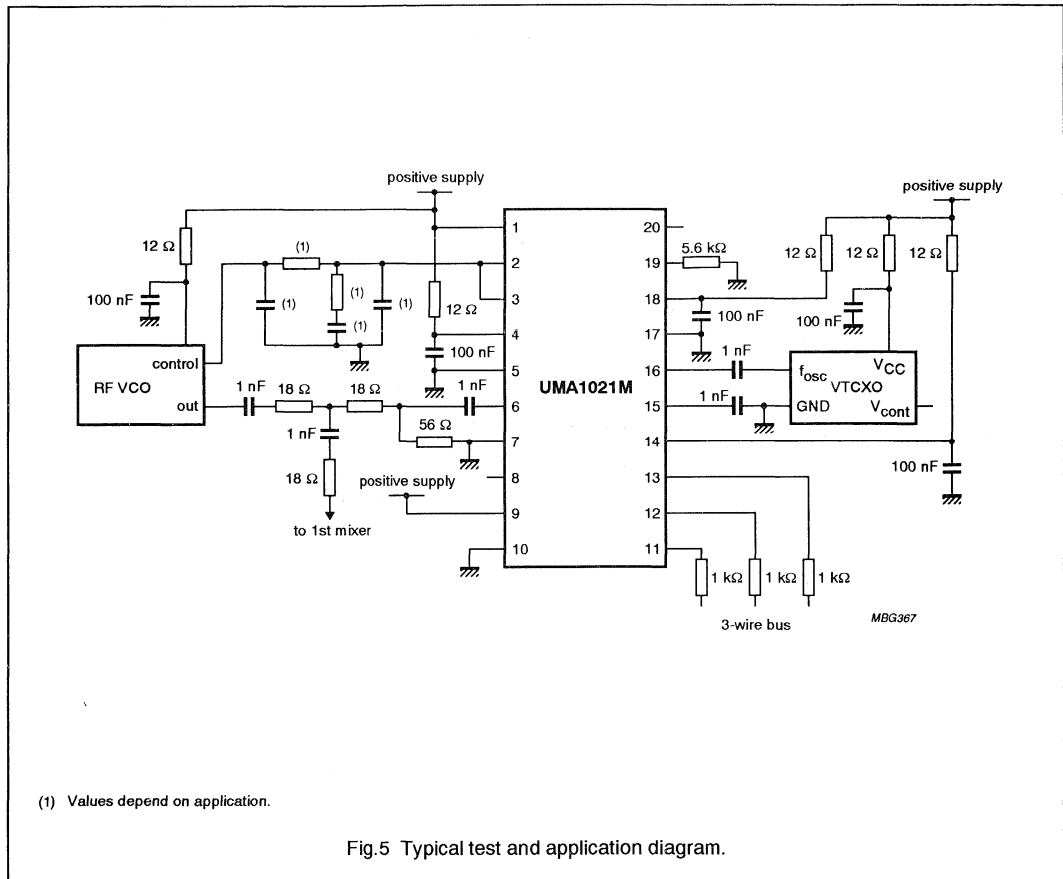 positive supply
positive supply
12 Ω
(1)
1
20
5.6 kΩ
2
19
12 Ω
12 Ω
12 Ω
100 nF
(1)
(1)
(1)
(1)
3
12 Ω
18
100 nF
100 nF
4
17
100 nF
1 nF
control
5
UMA1021M
16
fosc
VCC
VTCXO
RF VCO
out
1 nF
18 Ω
18 Ω
1 nF
6
15
1 nF
GND
Vcont
1 nF
56 Ω
7
14
100 nF
18 Ω
positive supply
8
13
to 1st mixer
9
12
10
11
1 kΩ
1 kΩ
1 kΩ
3-wire bus
MBG367
(1) Values depend on application.
Fig.5 Typical test and application diagram.